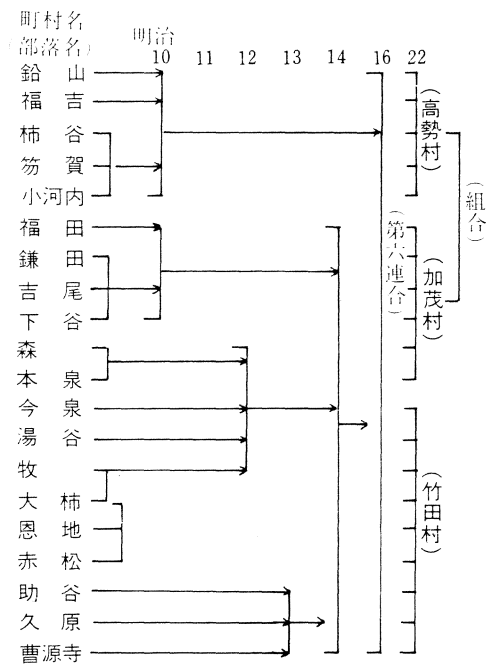 町村名
(部落名)
明治
10 11 12 13 14 16 22
鉛山
福吉
柿谷
笏賀
小河内
福田
鎌田
吉尾
下谷
森
本泉
今泉
湯谷
牧
大柿
恩地
赤松
助谷
久原
曹源寺
(第六連合)
(高勢村)
(加茂村)
(竹田村)
(組合)